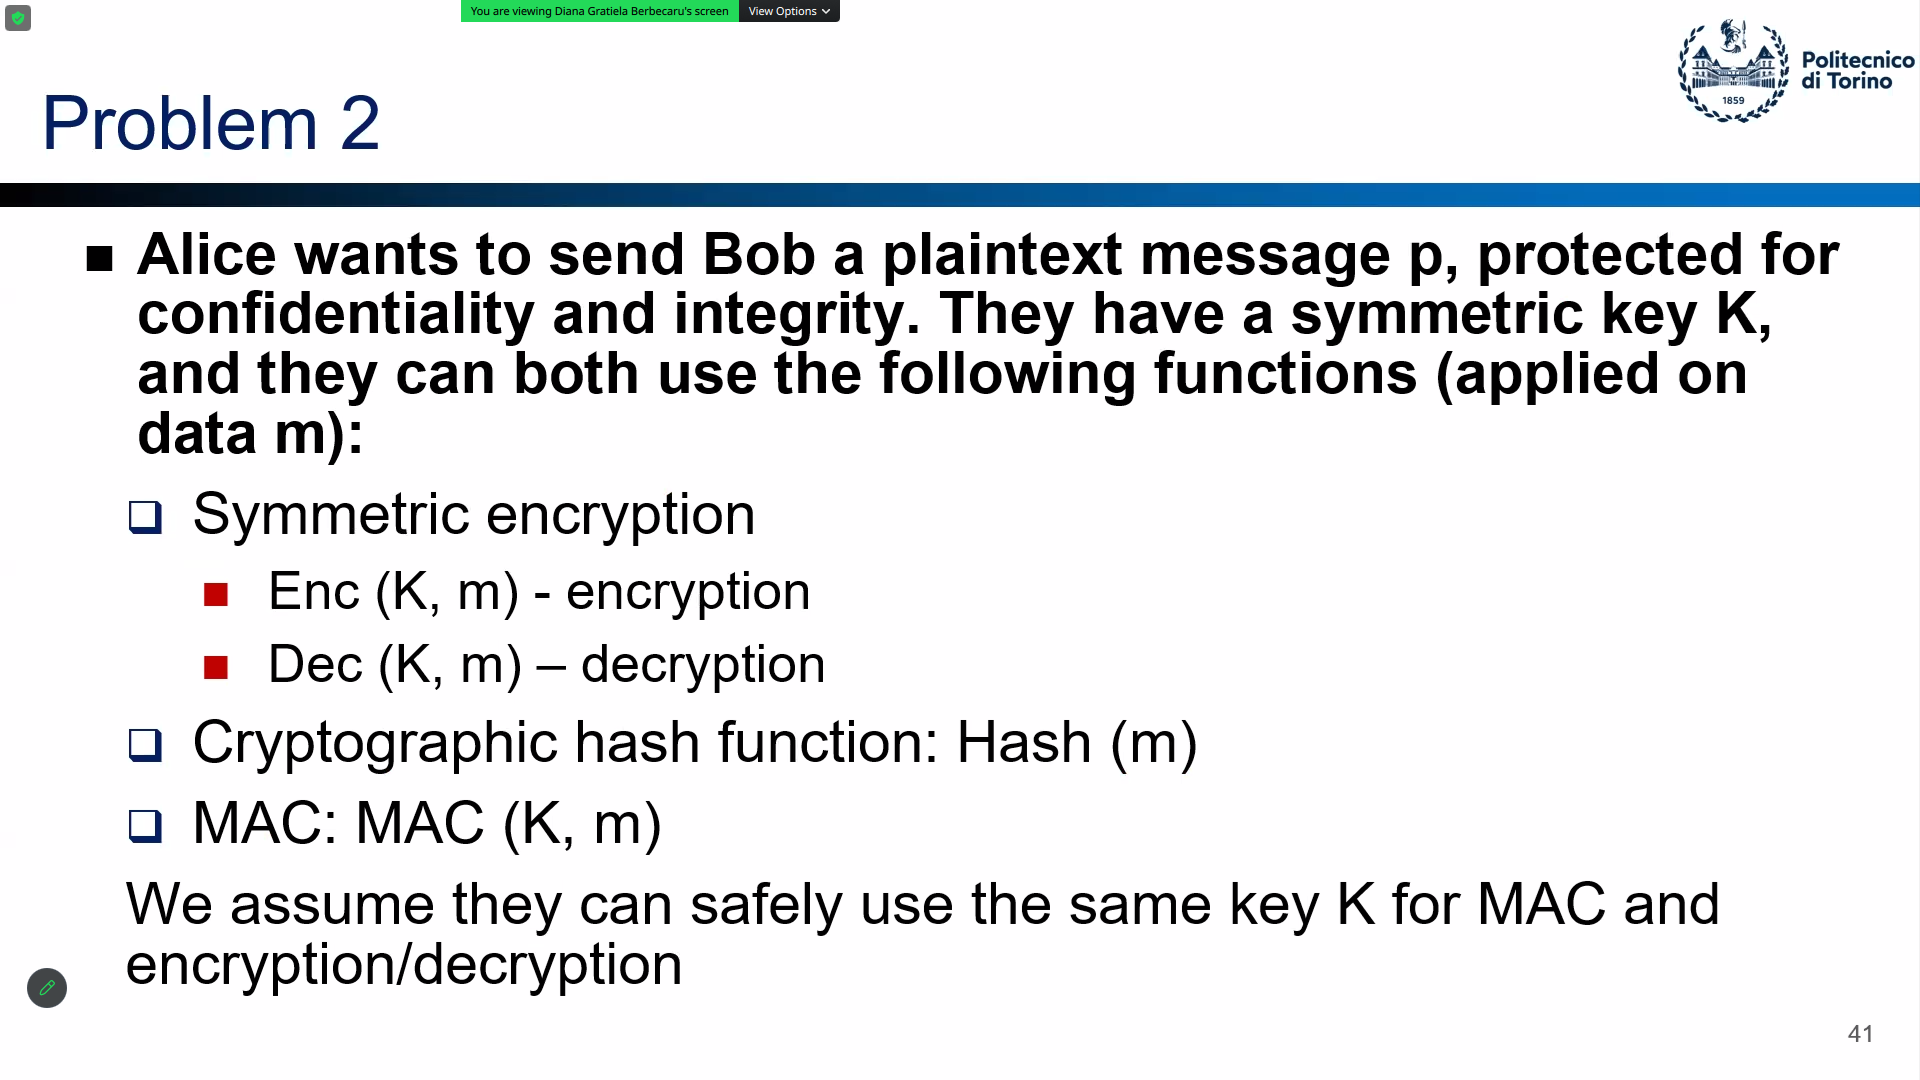 You are viewing Diana Gratiela Berbecaru's screen View Options
Politecnico
di Torino
1859
Problem 2
Alice wants to send Bob a plaintext message p, protected for
confidentiality and integrity. They have a symmetric key K,
and they can both use the following functions (applied on
data m):
Symmetric encryption
Enc (K, m) - encryption
Dec (K, m) – decryption
Cryptographic hash function: Hash (m)
MAC: MAC (K, m)
We assume they can safely use the same key K for MAC and
encryption/decryption
41